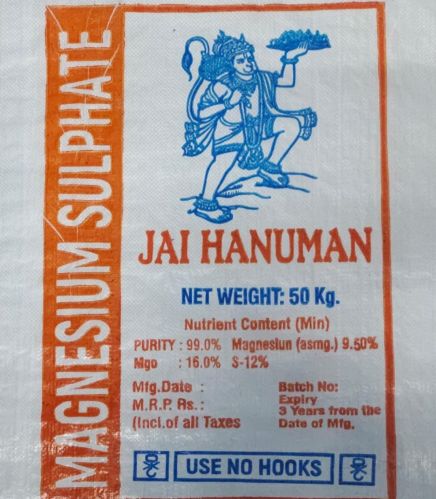 MAGNESIUM SULPHATE
JAI HANUMAN
NET WEIGHT: 50 Kg.
Nutrient Content (Min)
PURITY : 99.0% Magnesiun (asmg.) 9.50%
Mgo : 16.0% S-12%
Mfg.Date :
M.R.P. Rs.:
(Incl.of all Taxes
Batch No:
Expiry
3 Years from the
Date of Mfg.
USE NO HOOKS